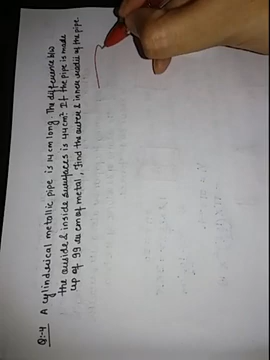 Q:-4 A cylinderical metallic pipe is 14 cm long. The difference b/w
the outside & inside surfaces is 44 cm². If the pipe is made
up of 99 cu cm of metal, find the outer & inner radii of the pipe.